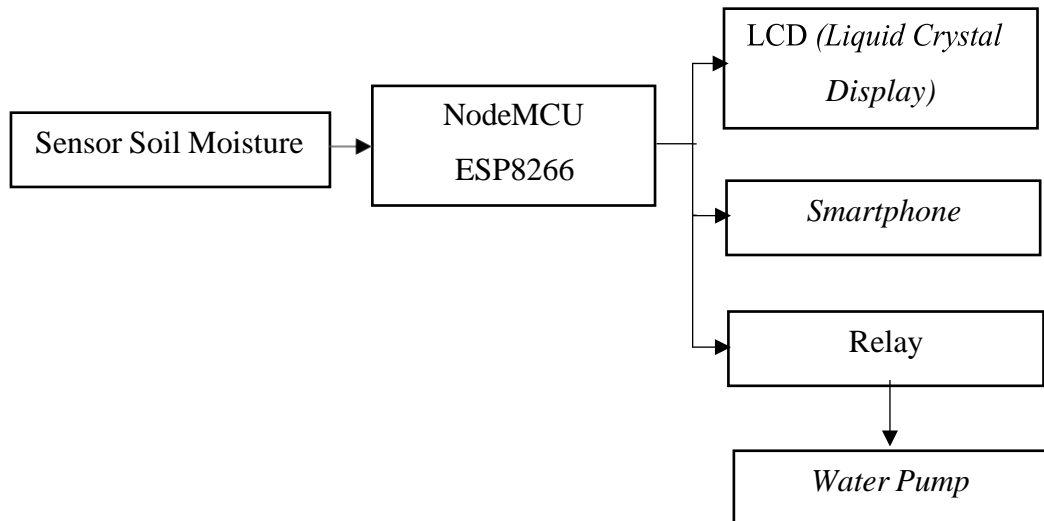 LCD (Liquid Crystal
Display)
NodeMCU
ESP8266
Sensor Soil Moisture
Smartphone
Relay
Water Pump